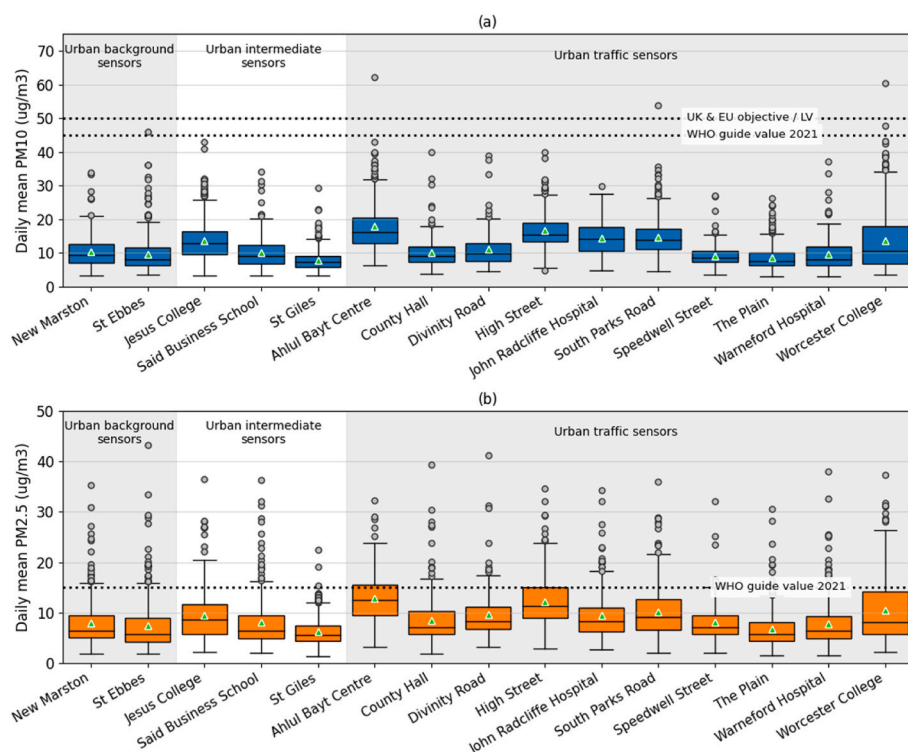 (a)
Urban background
sensors
Urban intermediate
sensors
Urban traffic sensors
UK & EU objective / LV
WHO guide value 2021
Daily mean PM10 (ug/m3)
70
60
50
40
30
20
10
0
New Marston
St Ebbes
Jesus College
Said Business School
St Giles
Ahlul Bayt Centre
County Hall
Divinity Road
High Street
John Radcliffe Hospital
South Parks Road
Speedwell Street
The Plain
Warneford Hospital
Worcester College
(b)
Urban background
sensors
Urban intermediate
sensors
Urban traffic sensors
WHO guide value 2021
Daily mean PM2.5 (ug/m3)
50
40
30
20
10
0
New Marston
St Ebbes
Jesus College
Said Business School
St Giles
Ahlul Bayt Centre
County Hall
Divinity Road
High Street
John Radcliffe Hospital
South Parks Road
Speedwell Street
The Plain
Warneford Hospital
Worcester College